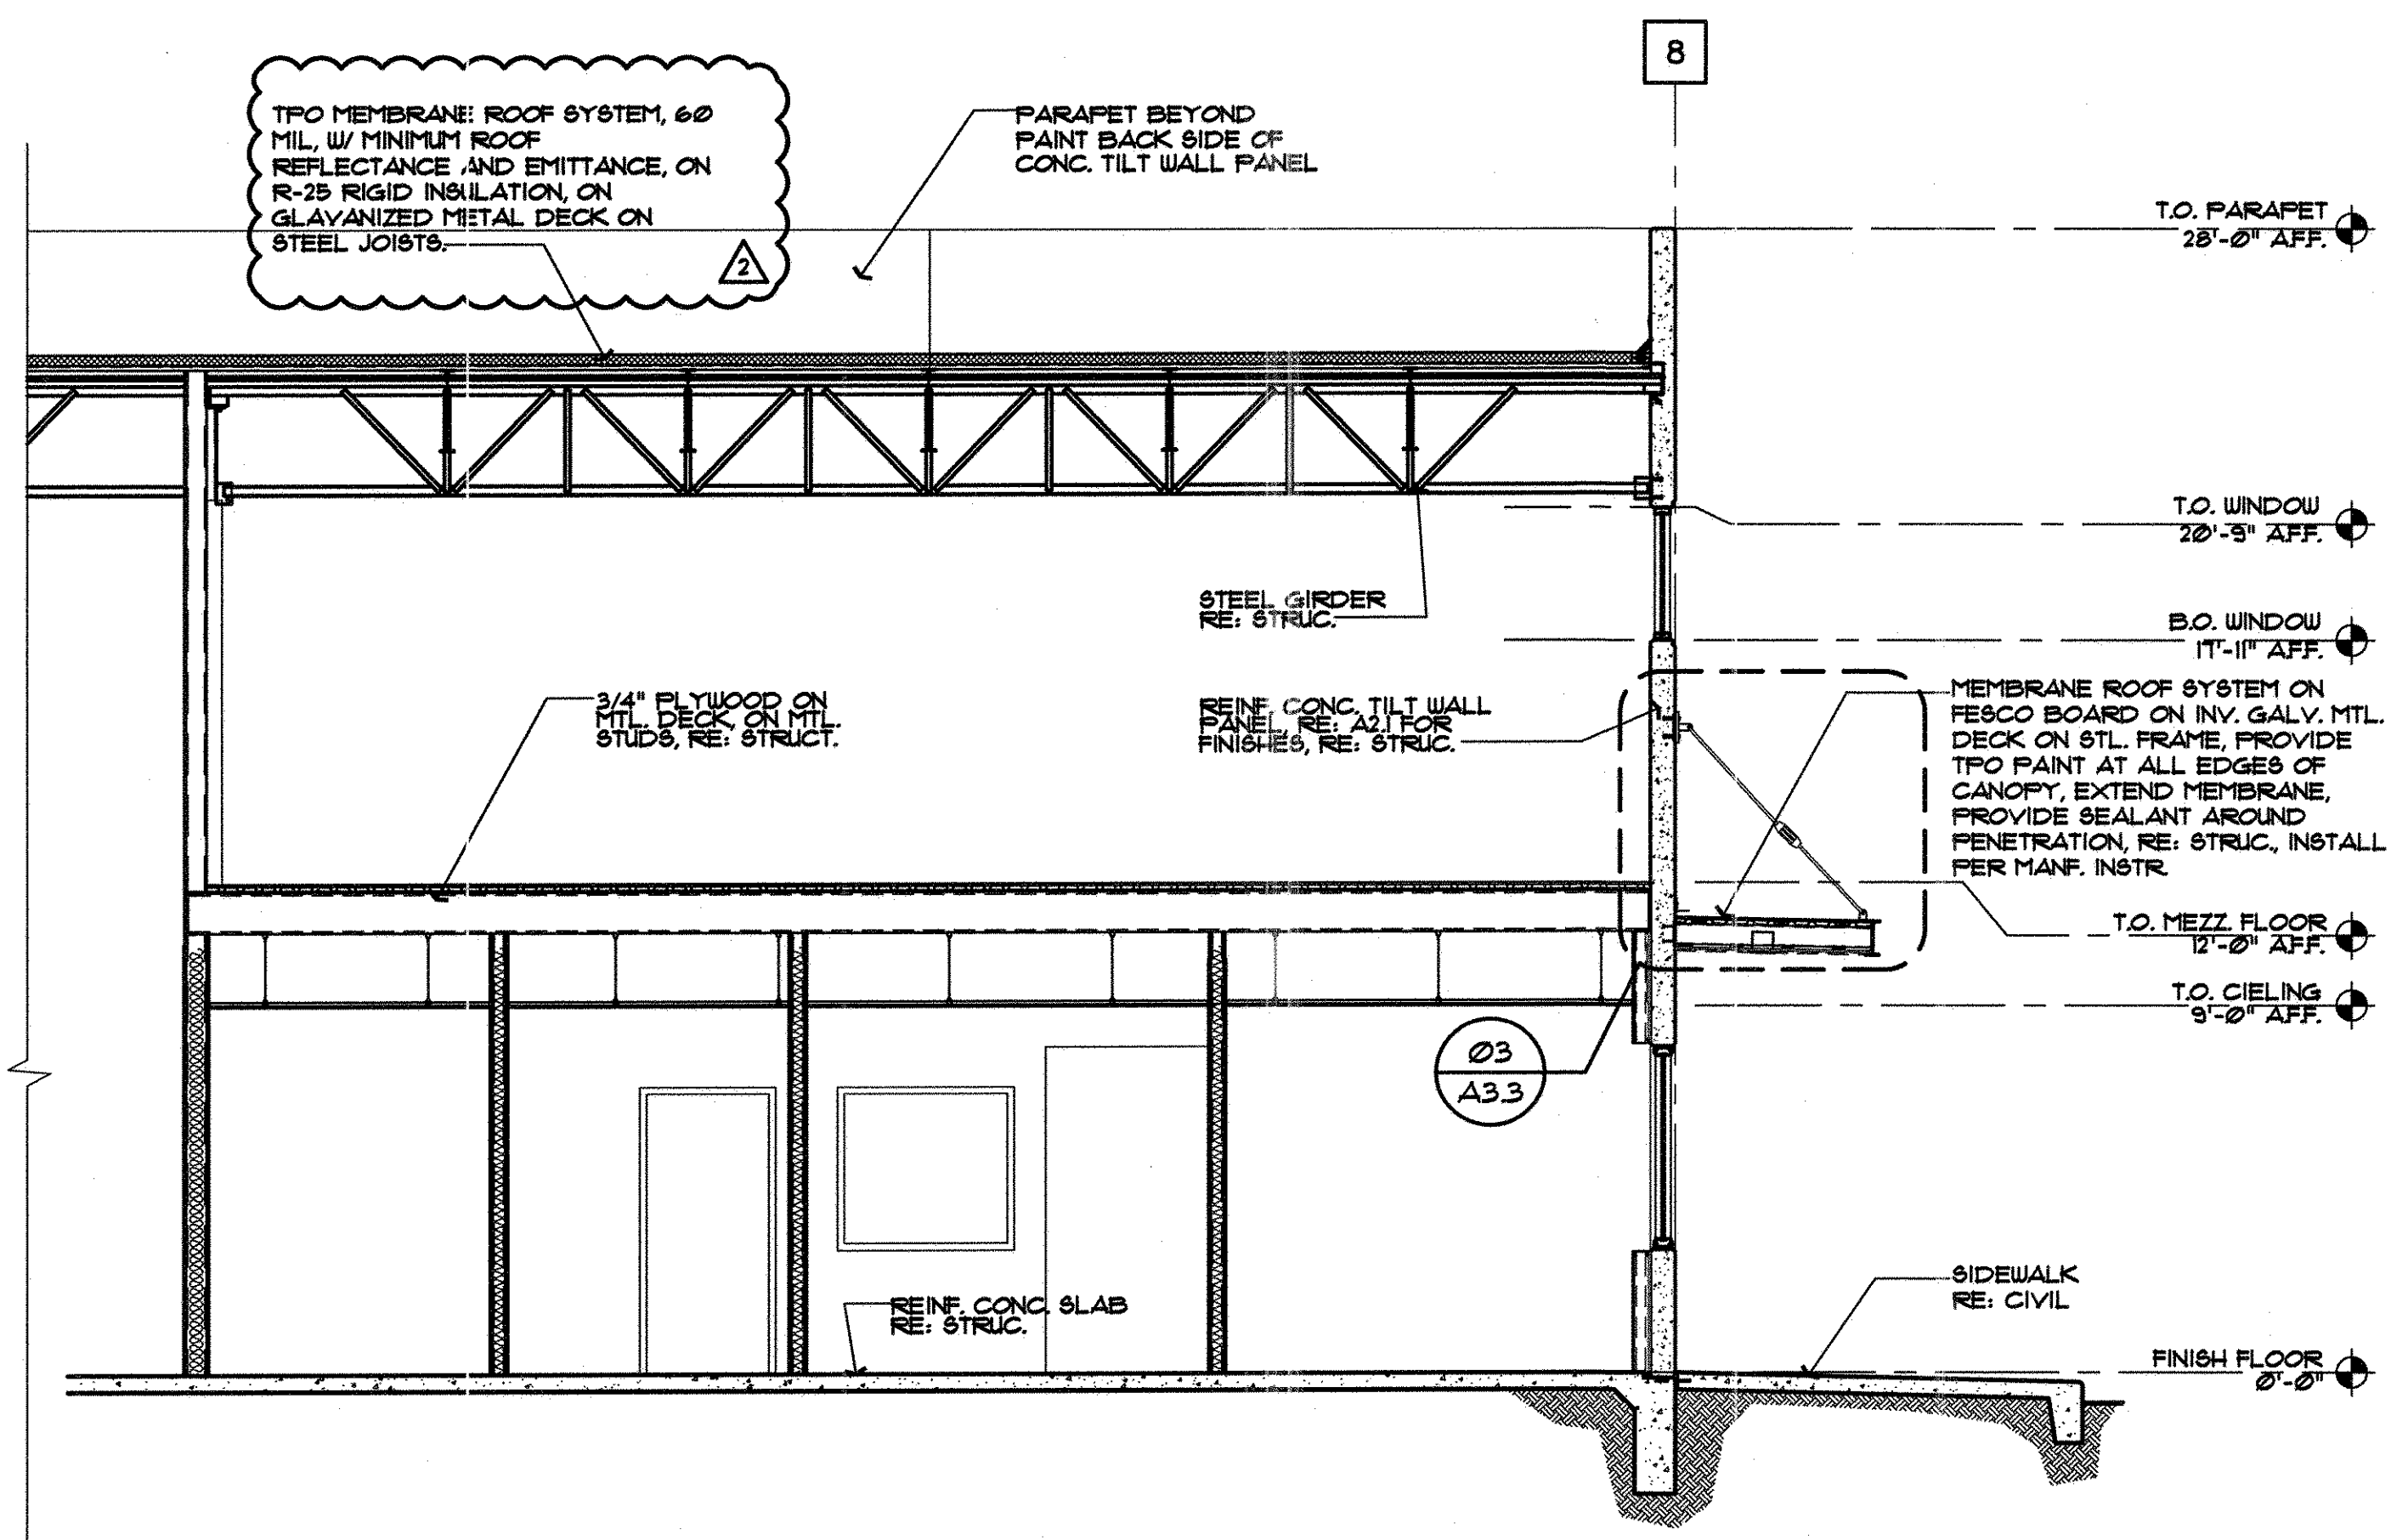 8
TPO MEMBRANE ROOF SYSTEM, 60
MIL, W/ MINIMUM ROOF
REFLECTANCE AND EMITTANCE, ON
R-25 RIGID INSULATION, ON
GLAVANIZED METAL DECK ON
STEEL JOISTS.
2
PARAPET BEYOND
PAINT BACK SIDE OF
CONC. TILT WALL PANEL
T.O. PARAPET
28'-0" A.F.F.
T.O. WINDOW
20'-9" A.F.F.
STEEL GIRDER
RE: STRUC.
B.O. WINDOW
17'-11" A.F.F.
3/4" PLYWOOD ON
MTL. DECK, ON MTL.
STUDS, RE: STRUCT.
REINF. CONC. TILT WALL
PANEL, RE: A2.1 FOR
FINISHES, RE: STRUC.
MEMBRANE ROOF SYSTEM ON
FESCO BOARD ON INV. GALV. MTL.
DECK ON STL. FRAME, PROVIDE
TPO PAINT AT ALL EDGES OF
CANOPY, EXTEND MEMBRANE,
PROVIDE SEALANT AROUND
PENETRATION, RE: STRUC., INSTALL
PER MANF. INSTR.
T.O. MEZZ. FLOOR
12'-0" A.F.F.
T.O. CIELING
9'-0" A.F.F.
03
A3.3
REINF. CONC. SLAB
RE: STRUC.
SIDEWALK
RE: CIVIL
FINISH FLOOR
0'-0"